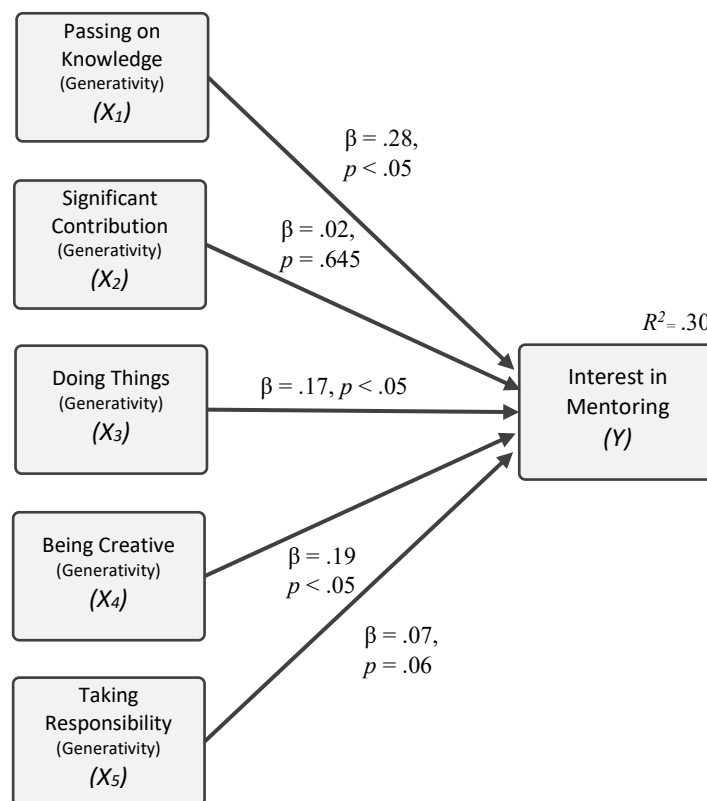 Passing on
Knowledge
(Generativity)
(X₁)
β = .28,
p < .05
Significant
Contribution
(Generativity)
(X₂)
β = .02,
p = .645
R² = .30
Doing Things
(Generativity)
(X₃)
β = .17, p < .05
Interest in
Mentoring
(Y)
Being Creative
(Generativity)
(X₄)
β = .19
p < .05
β = .07,
p = .06
Taking
Responsibility
(Generativity)
(X₅)